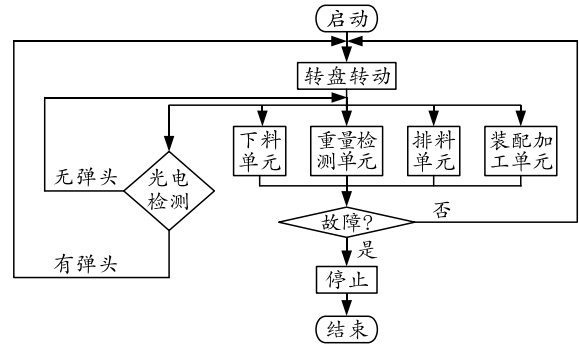 启动
转盘转动
下料
单元
重量检
测单元
排料
单元
装配加
工单元
无弹头
光电
检测
有弹头
故障?
否
是
停止
结束